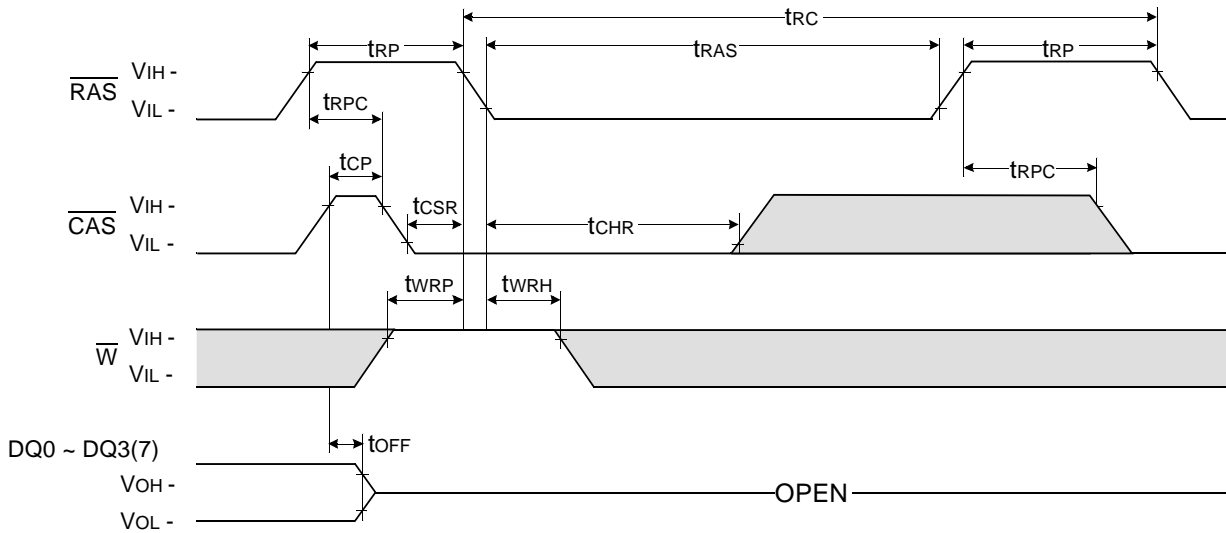 tRC
tRP tRAS tRP
RAS VIH -
VIL -
tRPC
tCP tRPC
CAS VIH -
VIL -
tCSR tCHR
tWRP tWRH
W VIH -
VIL -
tOFF
DQ0 ~ DQ3(7)
VOH -
VOL -
OPEN